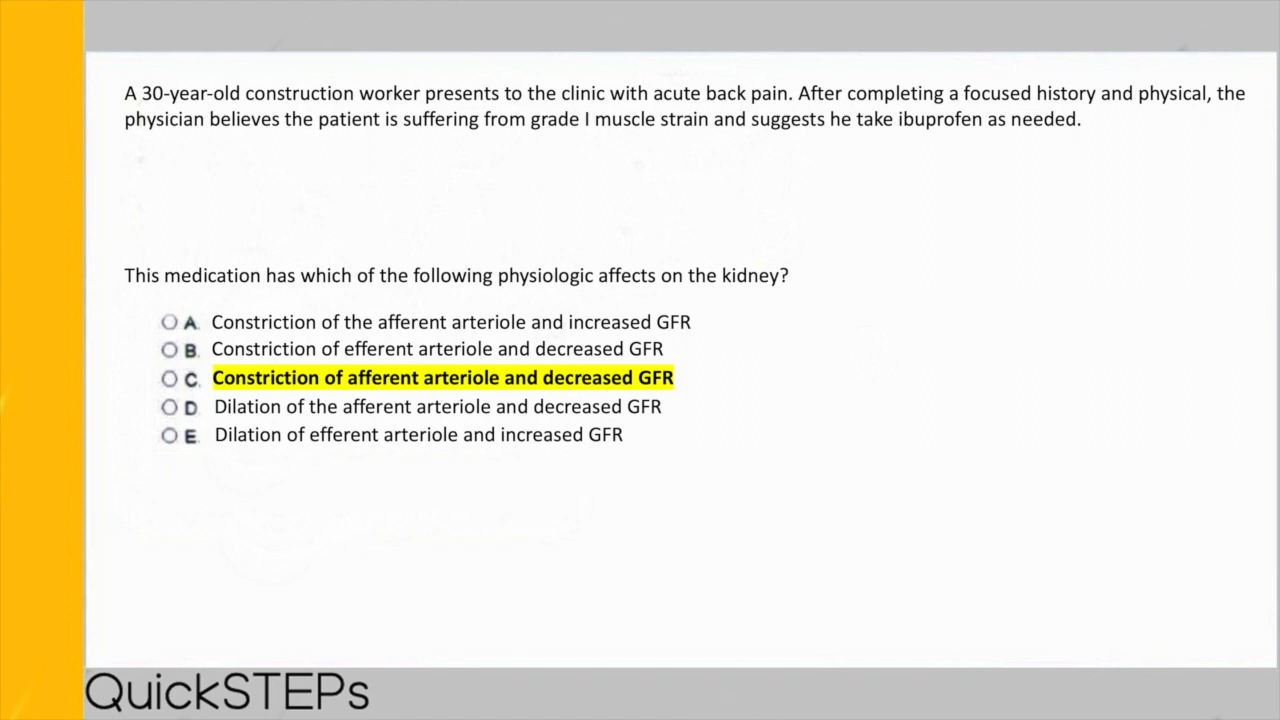 A 30-year-old construction worker presents to the clinic with acute back pain. After completing a focused history and physical, the
physician believes the patient is suffering from grade I muscle strain and suggests he take ibuprofen as needed.
This medication has which of the following physiologic affects on the kidney?
A. Constriction of the afferent arteriole and increased GFR
B. Constriction of efferent arteriole and decreased GFR
C. Constriction of afferent arteriole and decreased GFR
D. Dilation of the afferent arteriole and decreased GFR
E. Dilation of efferent arteriole and increased GFR
QuickSTEPs